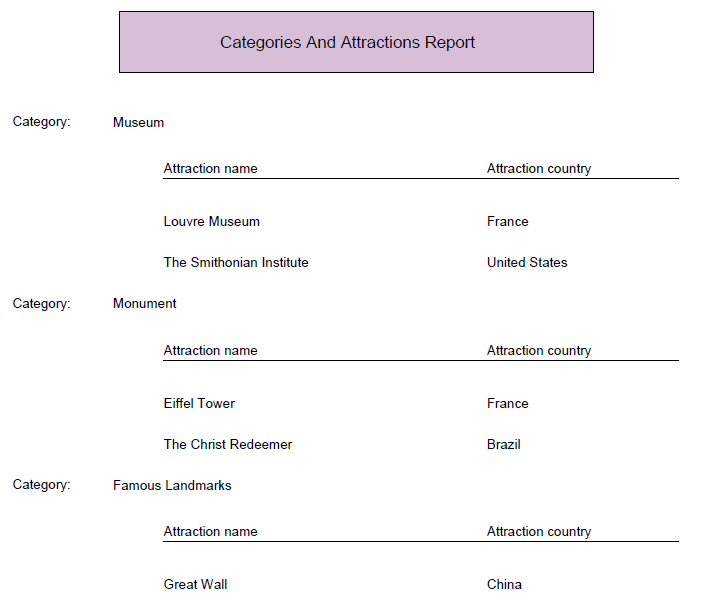 Categories And Attractions Report
Category: Museum
Attraction name Attraction country
Louvre Museum France
The Smithonian Institute United States
Category: Monument
Attraction name Attraction country
Eiffel Tower France
The Christ Redeemer Brazil
Category: Famous Landmarks
Attraction name Attraction country
Great Wall China